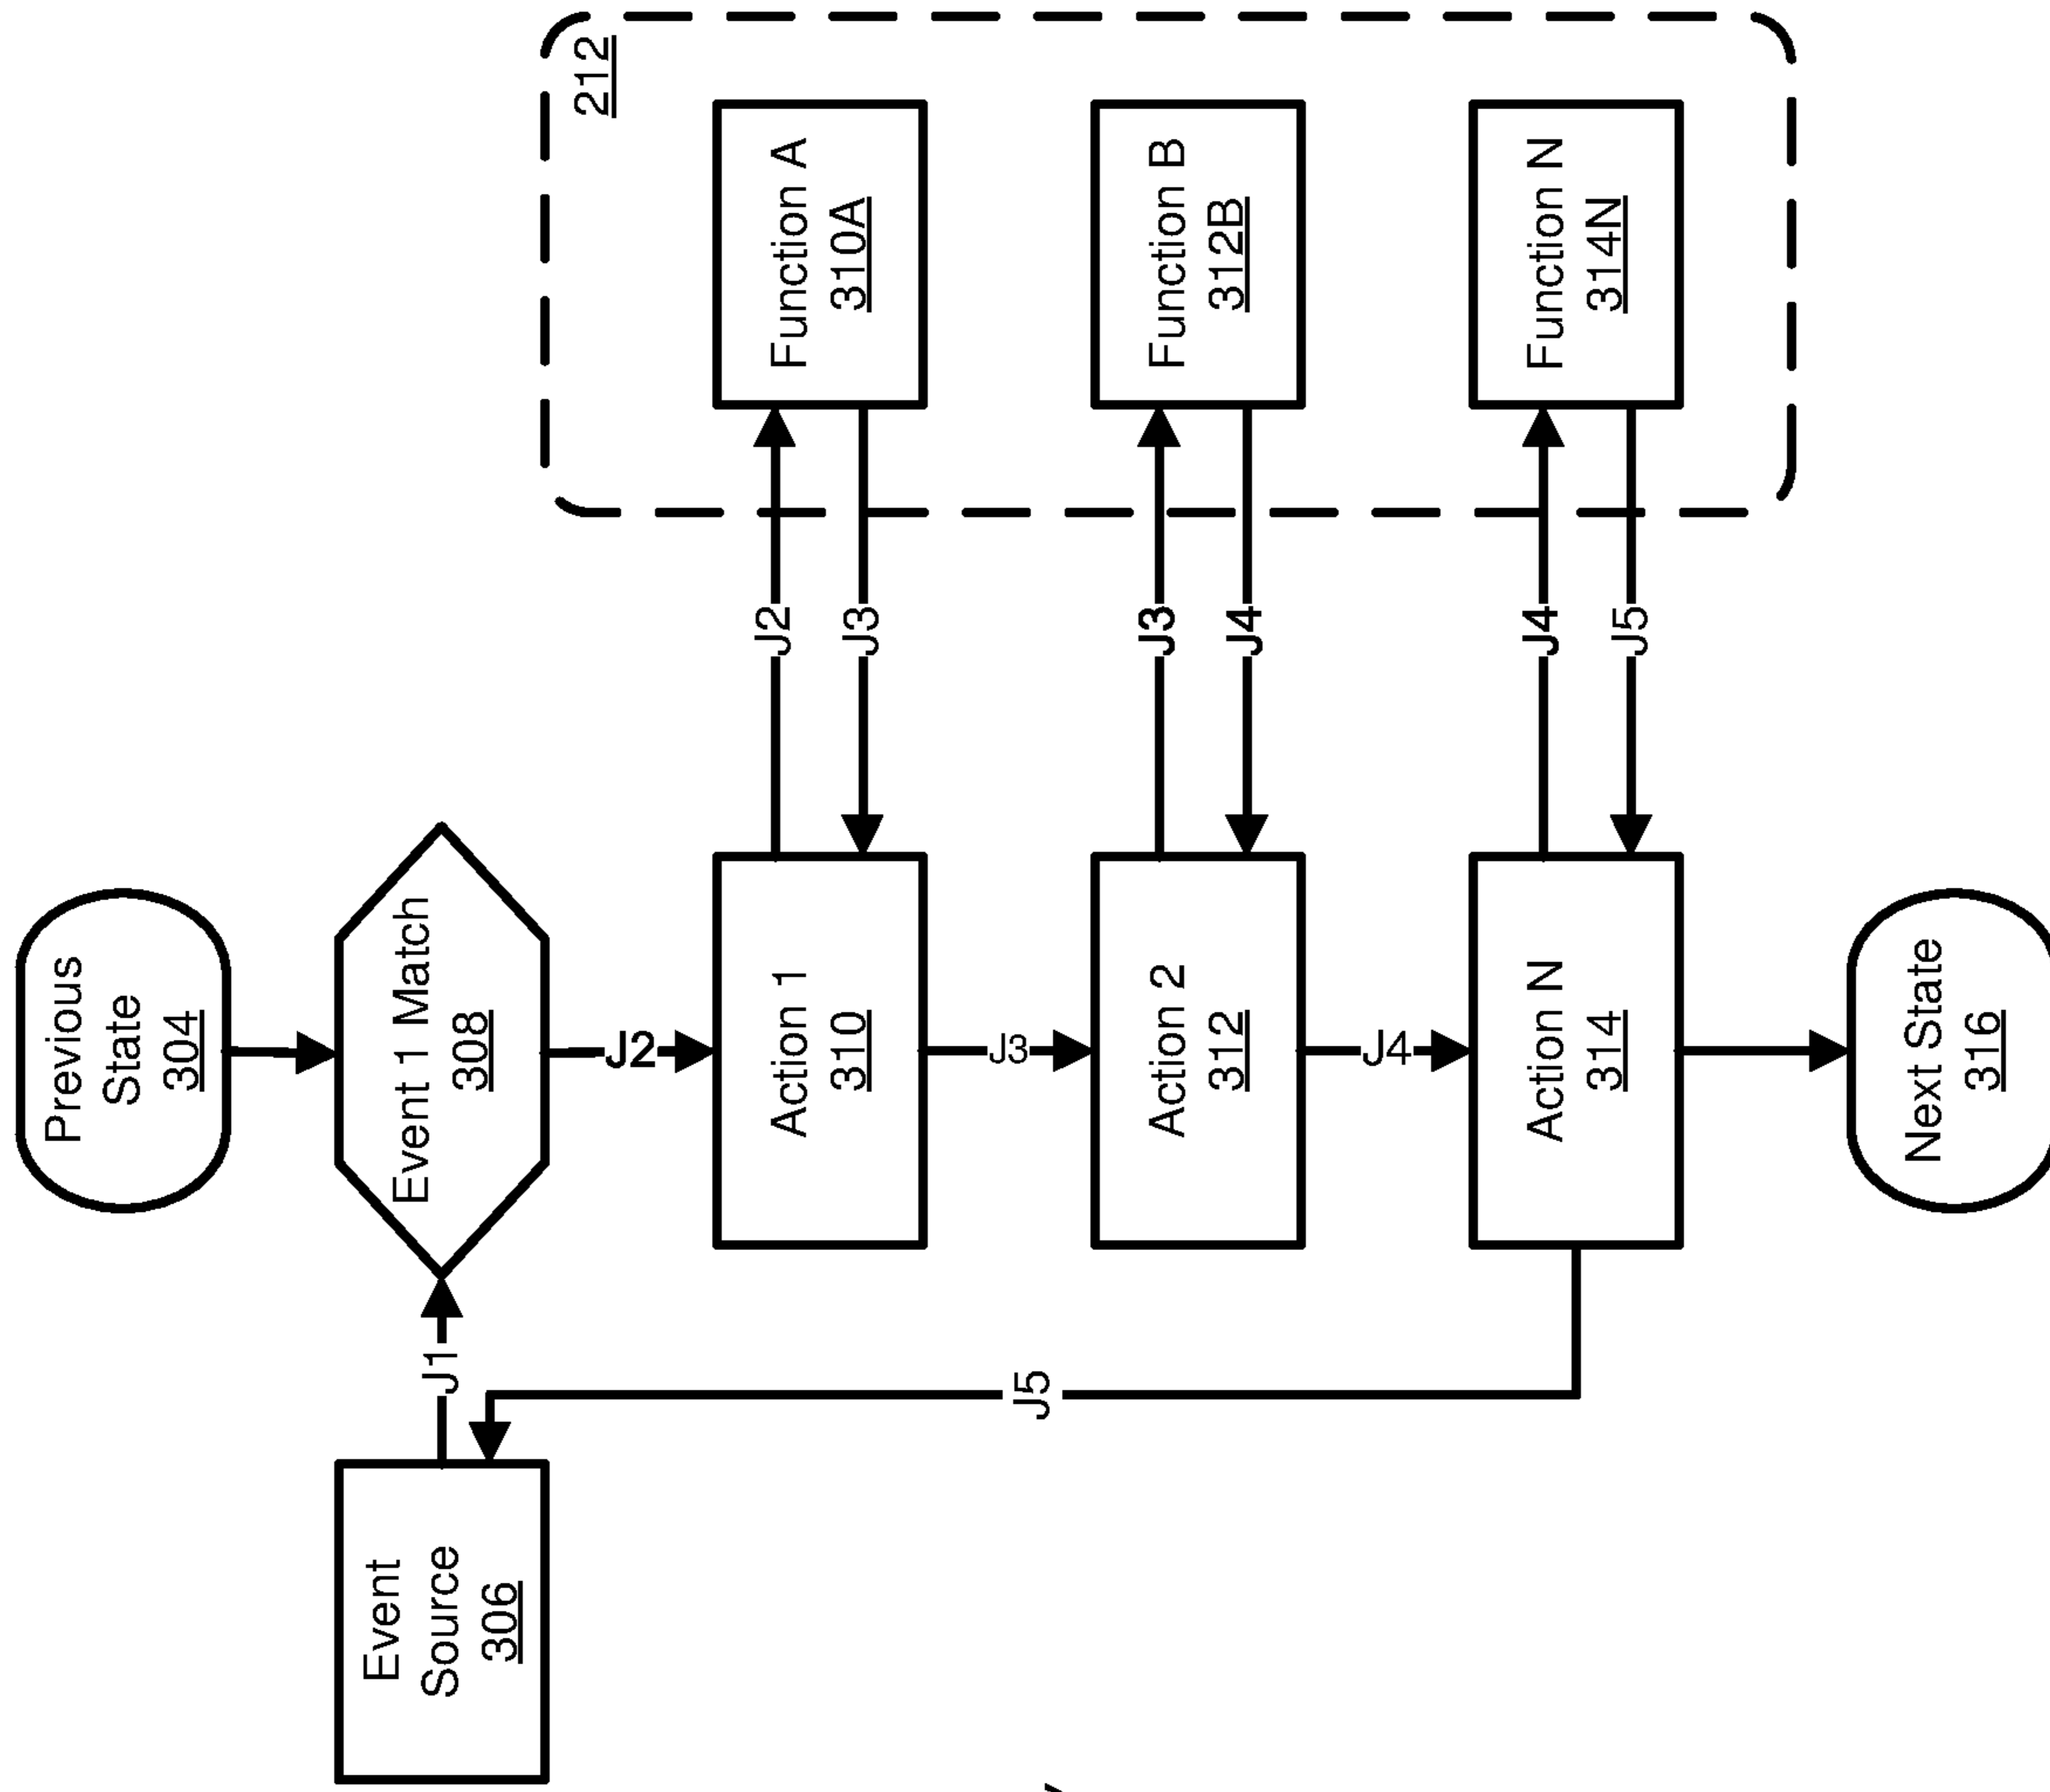 Previous
State
304
Event
Source
306
J1
Event 1 Match
308
J2
Action 1
310
J2
J3
Function A
310A
212
J3
Action 2
312
J3
J4
Function B
312B
J4
Action N
314
J4
J5
Function N
314N
J5
Next State
316